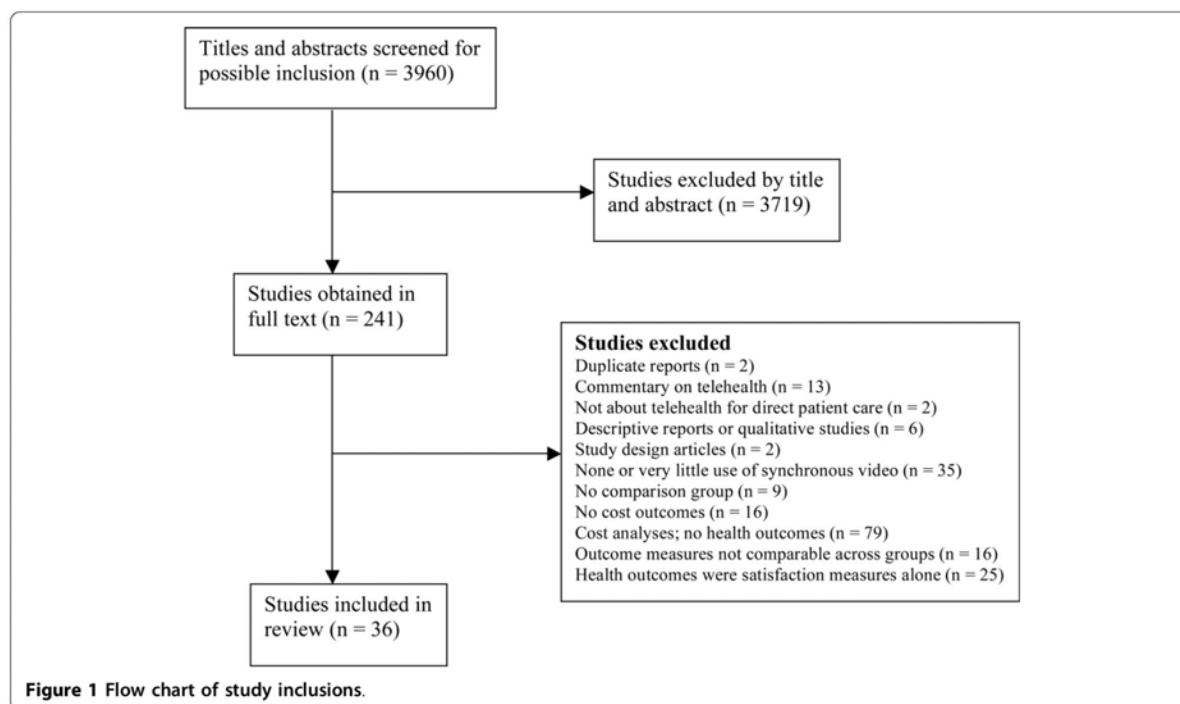 Titles and abstracts screened for
possible inclusion (n = 3960)
Studies excluded by title
and abstract (n = 3719)
Studies obtained in
full text (n = 241)
Studies excluded
Duplicate reports (n = 2)
Commentary on telehealth (n = 13)
Not about telehealth for direct patient care (n = 2)
Descriptive reports or qualitative studies (n = 6)
Study design articles (n = 2)
None or very little use of synchronous video (n = 35)
No comparison group (n = 9)
No cost outcomes (n = 16)
Cost analyses; no health outcomes (n = 79)
Outcome measures not comparable across groups (n = 16)
Health outcomes were satisfaction measures alone (n = 25)
Studies included in
review (n = 36)
Figure 1 Flow chart of study inclusions.